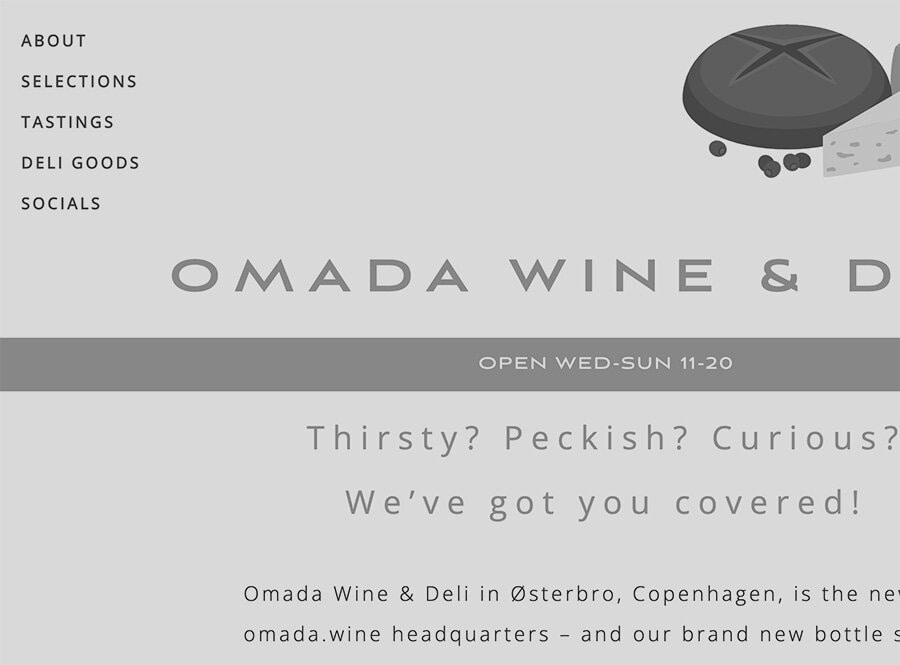 ABOUT
SELECTIONS
TASTINGS
DELI GOODS
SOCIALS
OMADA WINE & D
OPEN WED-SUN 11-20
Thirsty? Peckish? Curious?
We’ve got you covered!
Omada Wine & Deli in Østerbro, Copenhagen, is the
omada.wine headquarters – and our brand new bottle